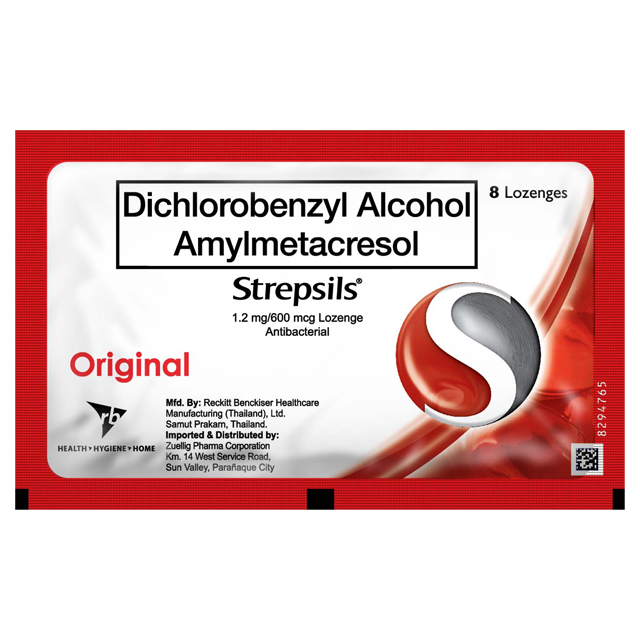 Dichlorobenzyl Alcohol
Amylmetacresol
8 Lozenges
Strepsils®
1.2 mg/600 mcg Lozenge
Antibacterial
Original
rb
HEALTH • HYGIENE • HOME
Mfd. By: Reckitt Benckiser Healthcare
Manufacturing (Thailand), Ltd.
Samut Prakarn, Thailand.
Imported & Distributed by:
Zuellig Pharma Corporation
Km. 14 West Service Road,
Sun Valley, Parañaque City
8294765